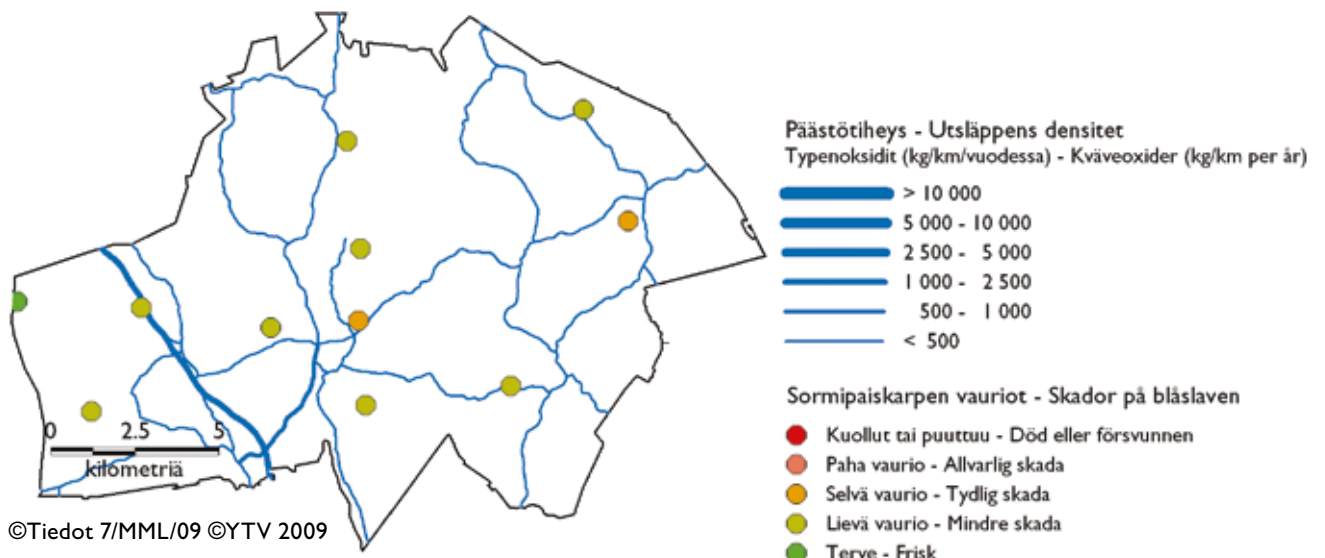 Päästötiheys - Utsläppens densitet
Typenoksidit (kg/km/vuodessa) - Kväveoxider (kg/km per år)
> 10 000
5 000 - 10 000
2 500 - 5 000
1 000 - 2 500
500 - 1 000
< 500
Sormipaiskarpen vauriot - Skador på blåslaven
Kuollut tai puuttuu - Död eller försvunnen
Paha vaurio - Allvarlig skada
Selvä vaurio - Tydlig skada
Lievä vaurio - Mindre skada
Terve - Frisk
0 2.5 5
kilometriä
©Tiedot 7/MML/09 ©YTV 2009